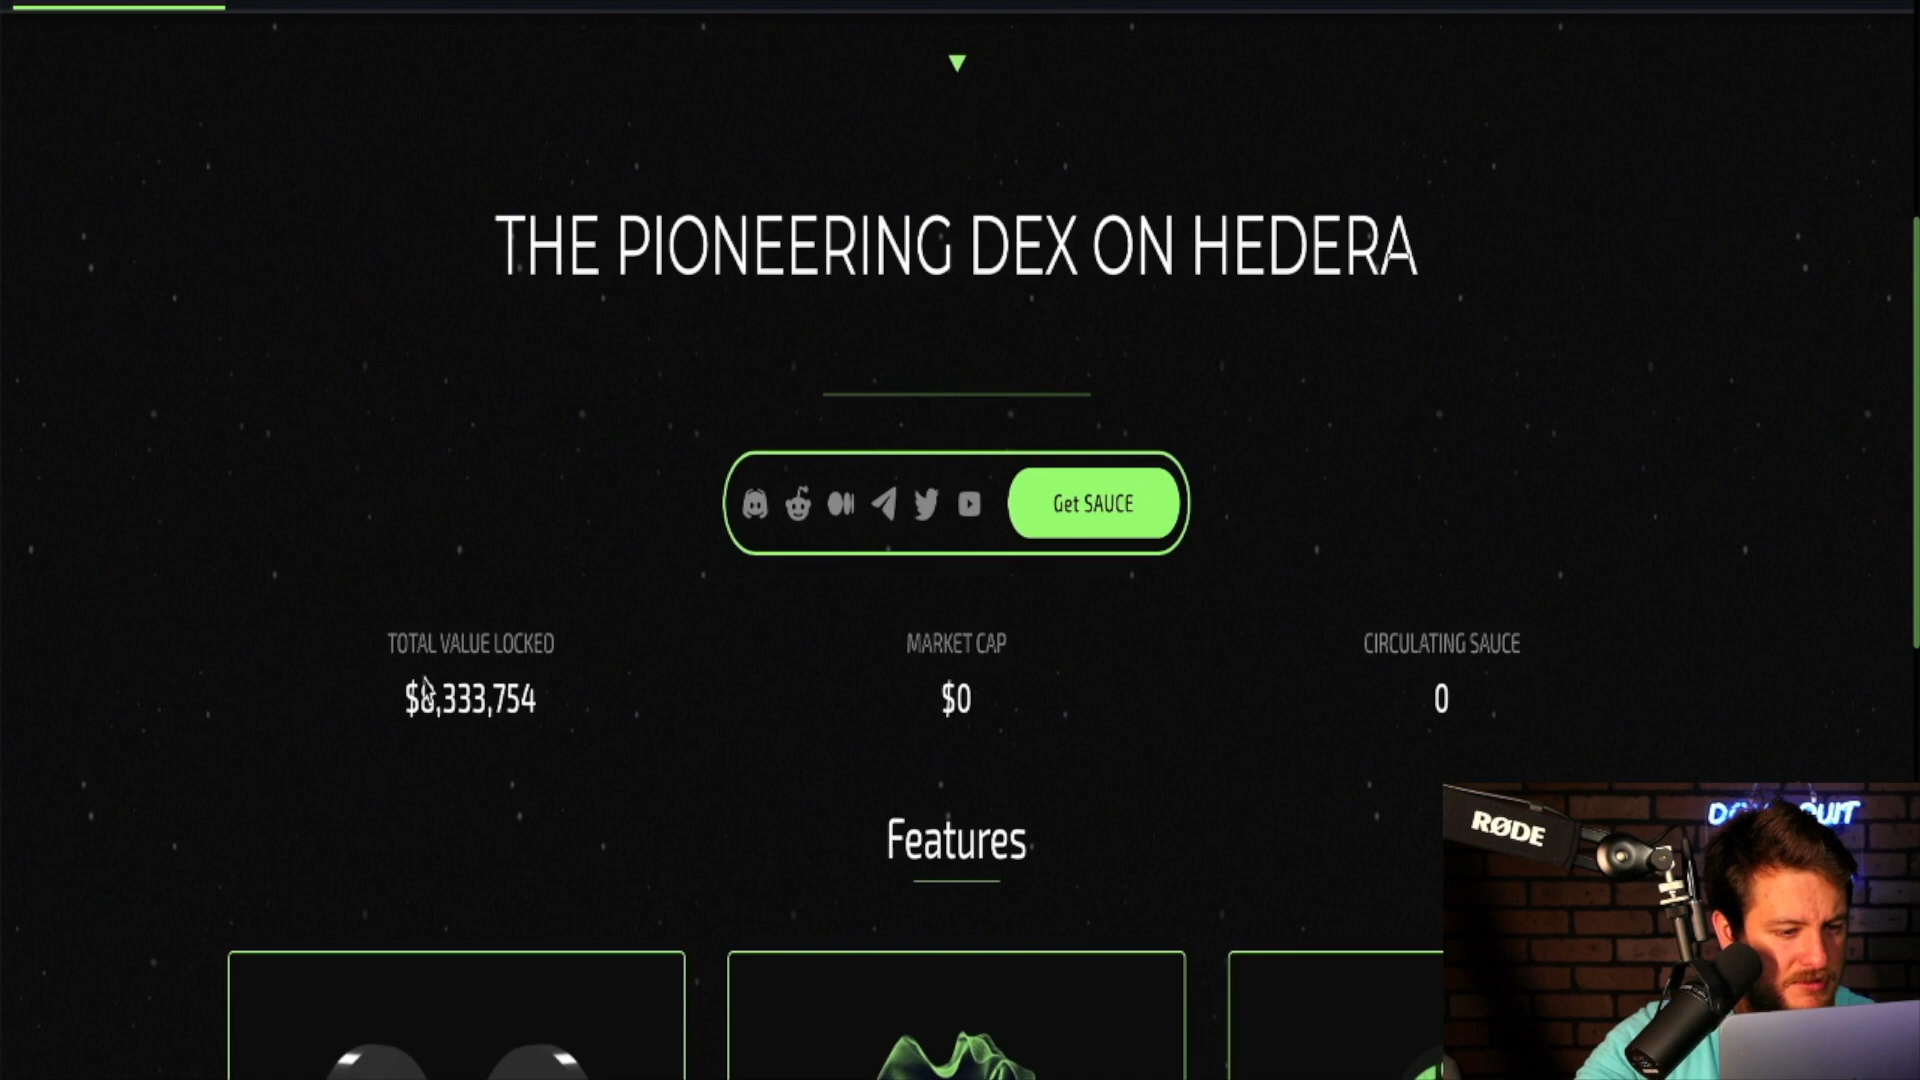 THE PIONEERING DEX ON HEDERA
Get SAUCE
TOTAL VALUE LOCKED
MARKET CAP
CIRCULATING SAUCE
$8,333,754
$0
0
Features
RØDE